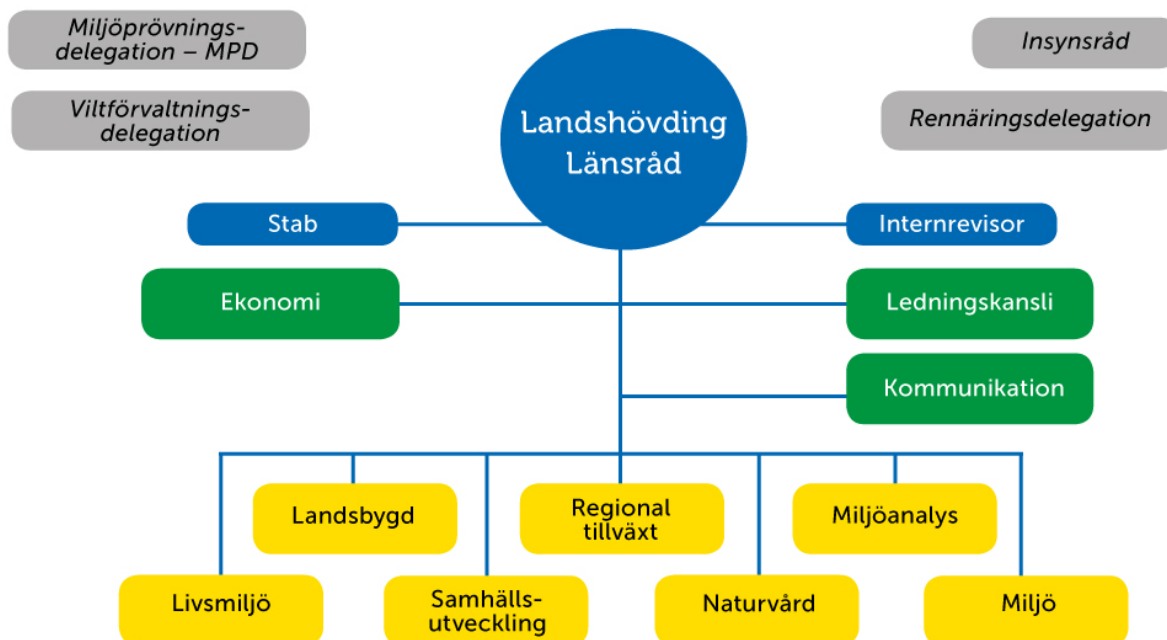 Miljöprövnings-
delegation – MPD
Insynsråd
Viltförvaltnings-
delegation
Rennäringsdelegation
Landshövding
Länsråd
Stab
Internrevisor
Ekonomi
Ledningskansli
Kommunikation
Landsbygd
Regional
tillväxt
Miljöanalys
Livsmiljö
Samhälls-
utveckling
Naturvård
Miljö